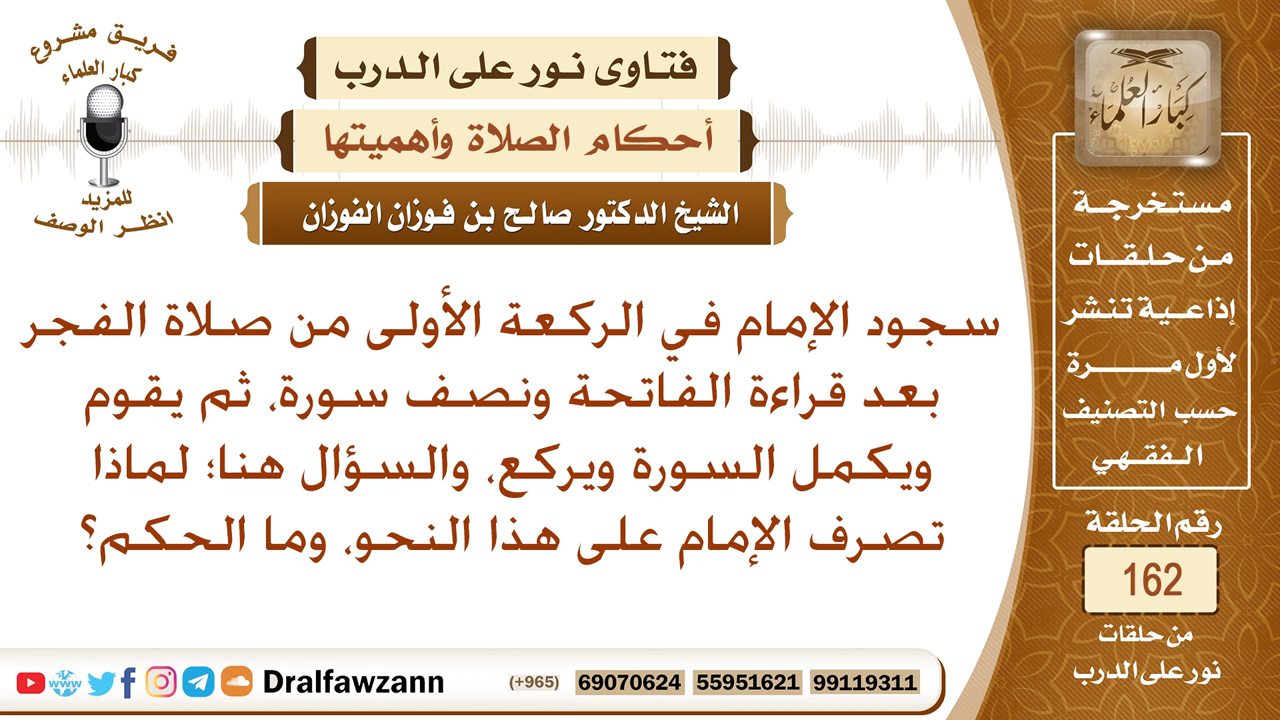 فريق مشروع
كبار العلماء
للمزيد
انظر الوصف
فتاوى نور على الدرب
أحكام الصلاة وأهميتها
الشيخ الدكتور صالح بن فوزان الفوزان
سجود الإمام في الركعة الأولى من صلاة الفجر
بعد قراءة الفاتحة ونصف سورة، ثم يقوم
ويكمل السورة ويركع، والسؤال هنا؛ لماذا
تصرف الإمام على هذا النحو، وما الحكم؟
كبار العلماء
مستخرجة
من حلقات
إذاعية تنشر
لأول مرة
حسب التصنيف
الفقهي
رقم الحلقة
162
من حلقات
نور على الدرب
www
Dralfawzann (+965) 69070624 55951621 99119311